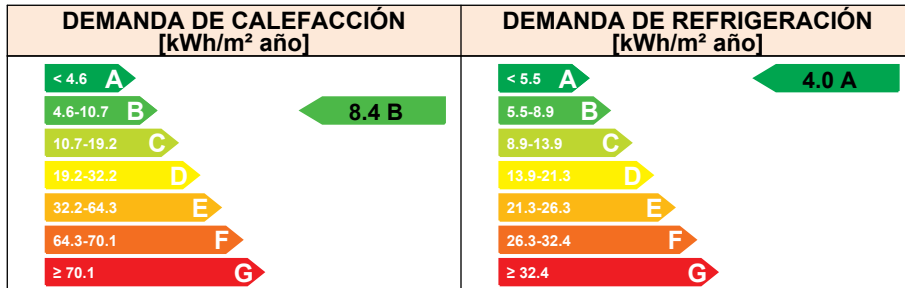 DEMANDA DE CALEFACCIÓN
[kWh/m² año]
DEMANDA DE REFRIGERACIÓN
[kWh/m² año]
< 4.6 A
4.6-10.7 B
8.4 B
10.7-19.2 C
19.2-32.2 D
32.2-64.3 E
64.3-70.1 F
≥ 70.1 G
< 5.5 A
4.0 A
5.5-8.9 B
8.9-13.9 C
13.9-21.3 D
21.3-26.3 E
26.3-32.4 F
≥ 32.4 G